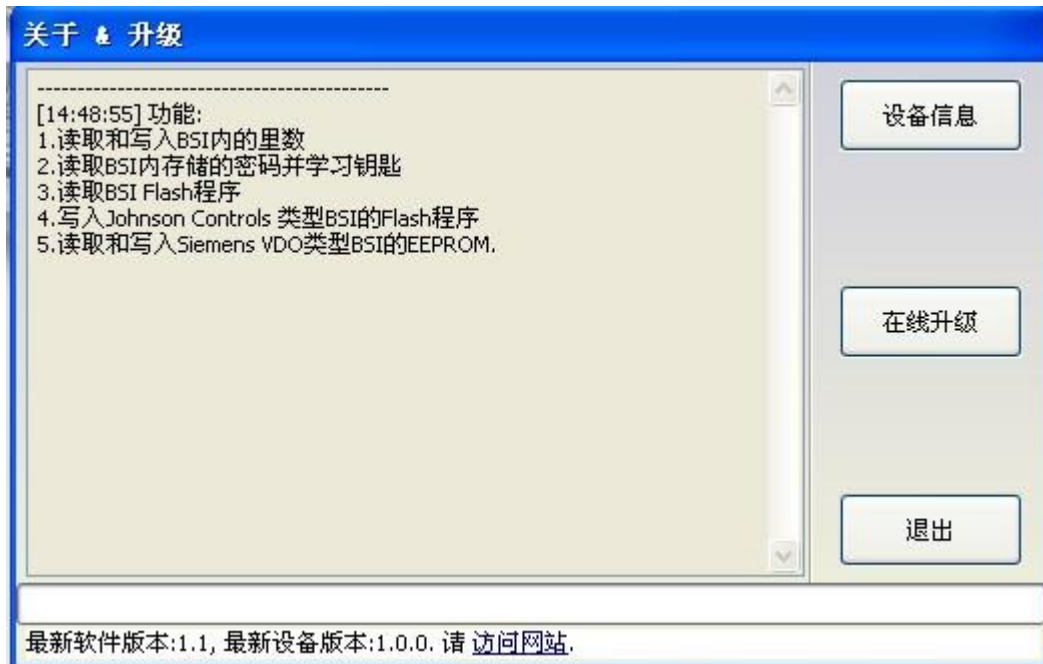 关于 & 升级
--------------------------------------------
[14:48:55] 功能:
1.读取和写入BSI内的里数
2.读取BSI内存储的密码并学习钥匙
3.读取BSI Flash程序
4.写入Johnson Controls 类型BSI的Flash程序
5.读取和写入Siemens VDO类型BSI的EEPROM.
设备信息
在线升级
退出
最新软件版本:1.1, 最新设备版本:1.0.0. 请 访问网站.